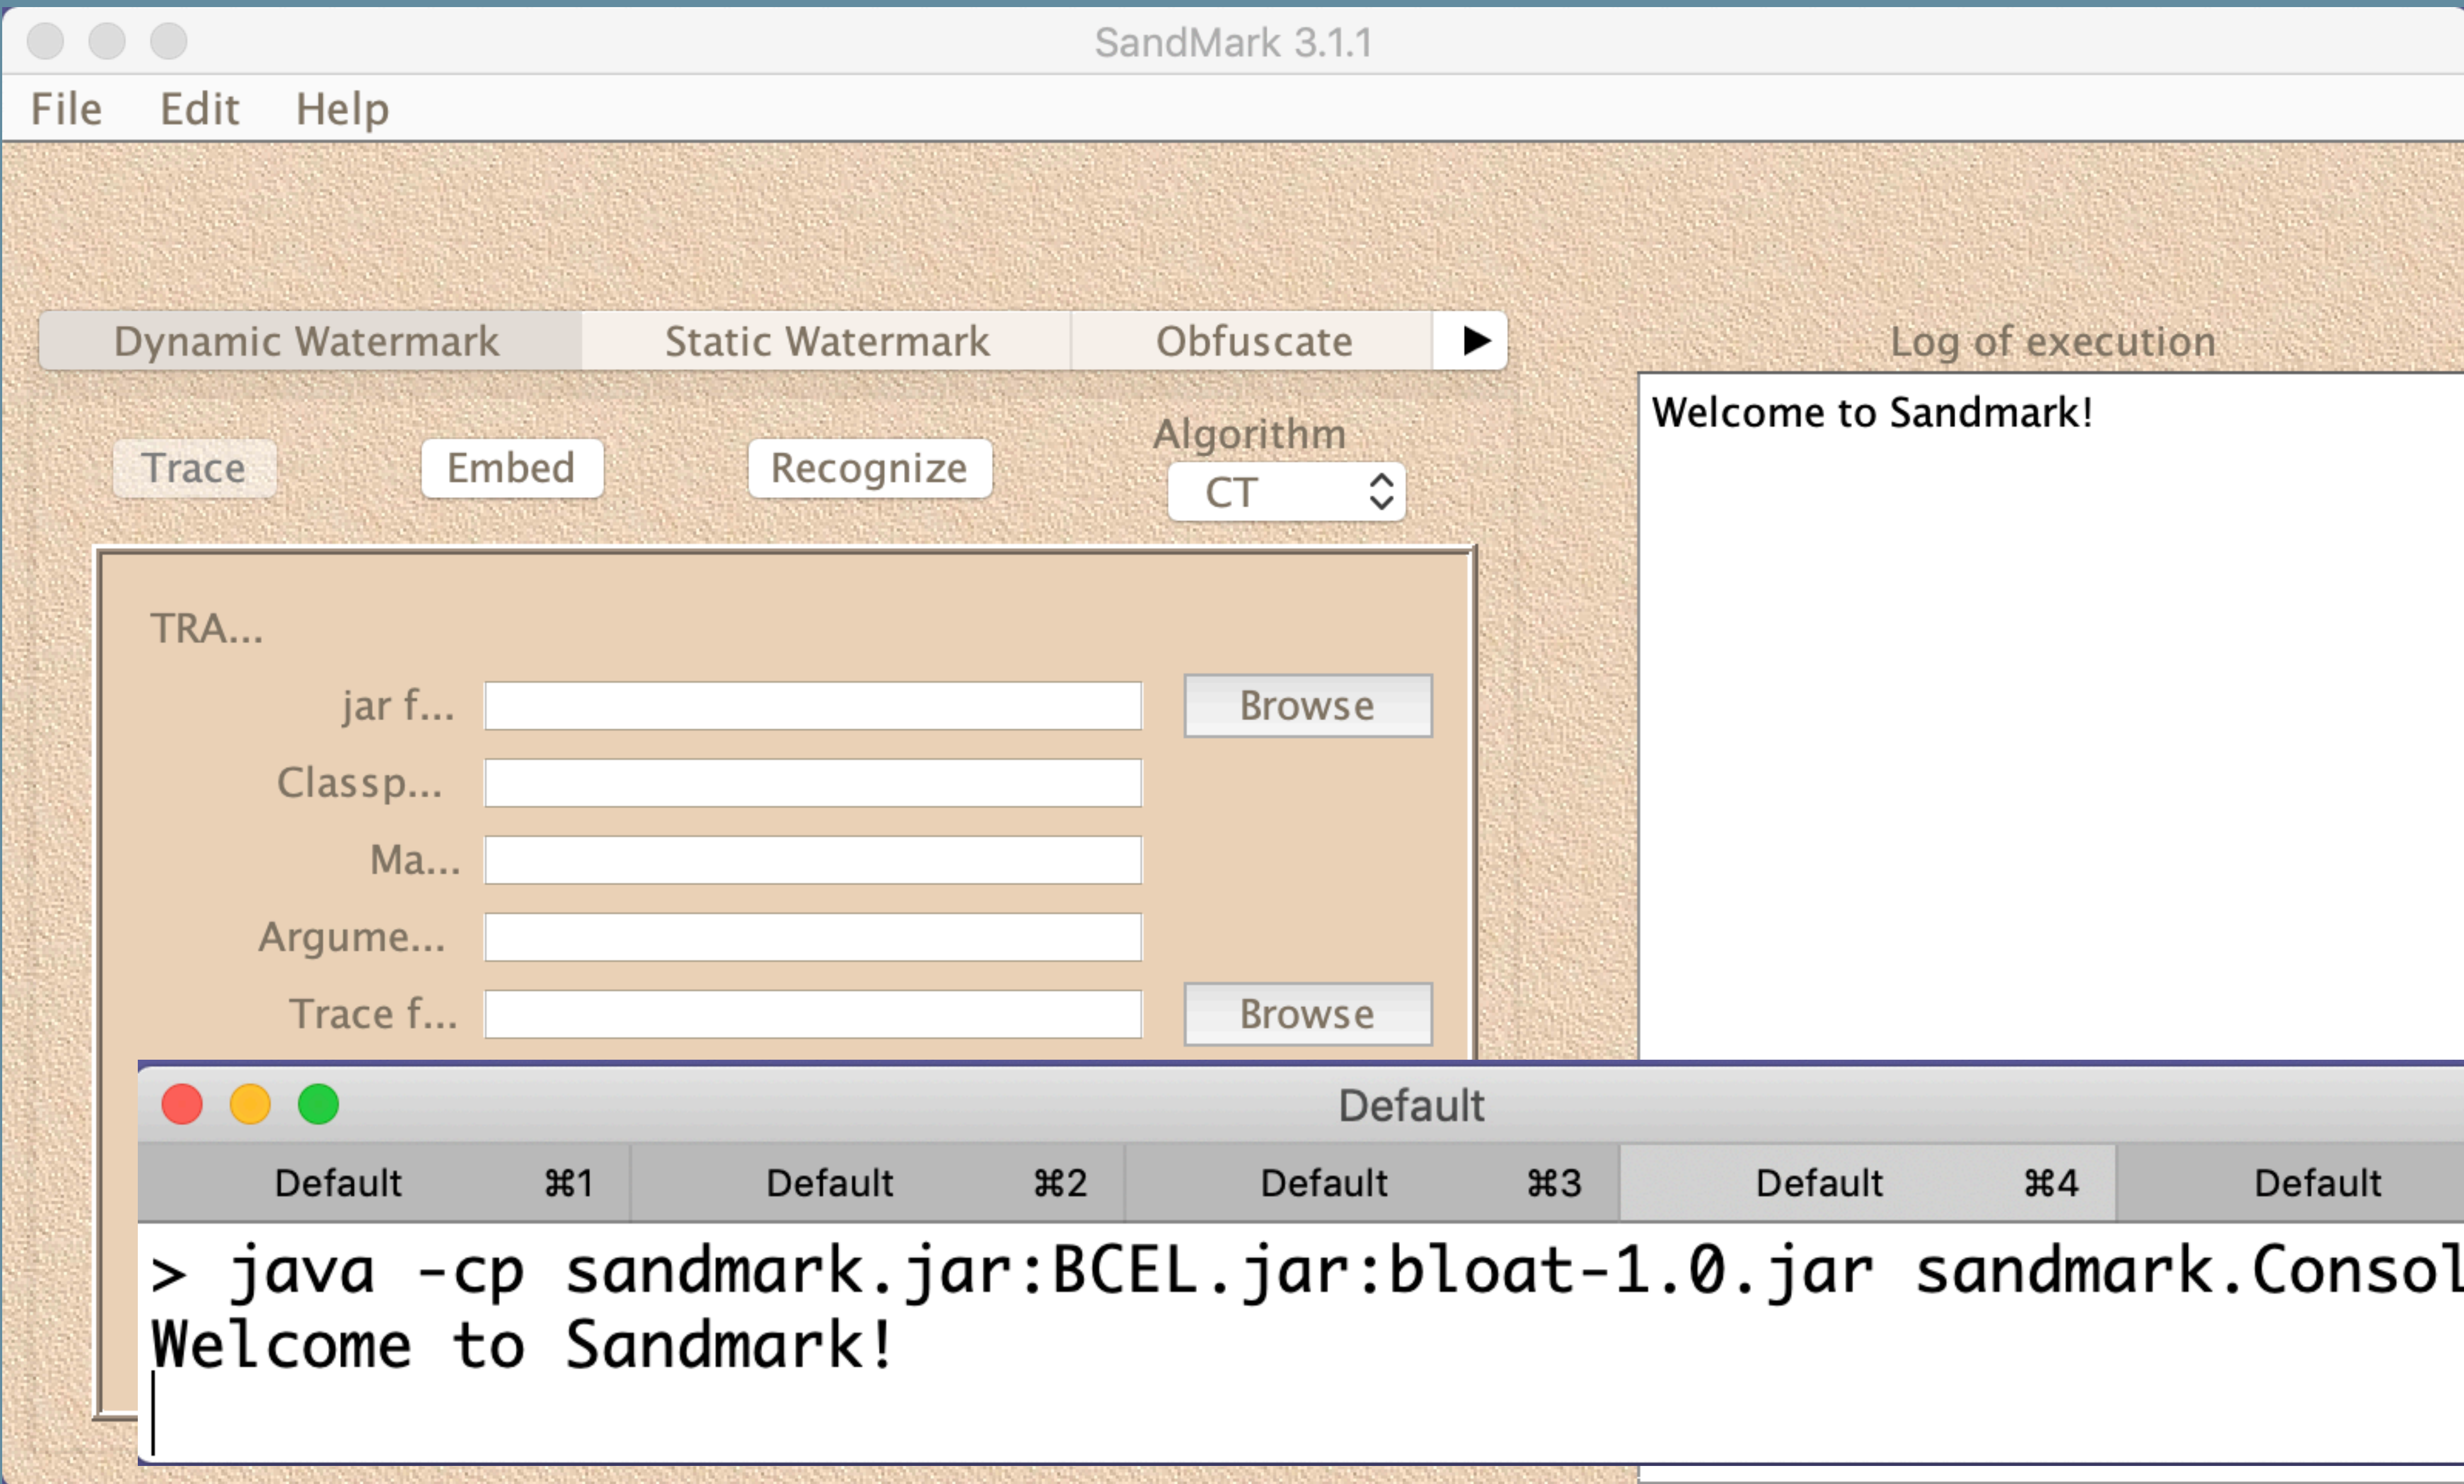 SandMark 3.1.1
File Edit Help
Dynamic Watermark Static Watermark Obfuscate
Log of execution
Welcome to Sandmark!
Algorithm
Trace Embed Recognize CT
TRA...
jar f... Browse
Classp...
Ma...
Argume...
Trace f... Browse
Default
Default ⌘1 Default ⌘2 Default ⌘3 Default ⌘4 Default
> java -cp sandmark.jar:BCEL.jar:bloat-1.0.jar sandmark.Consol
Welcome to Sandmark!